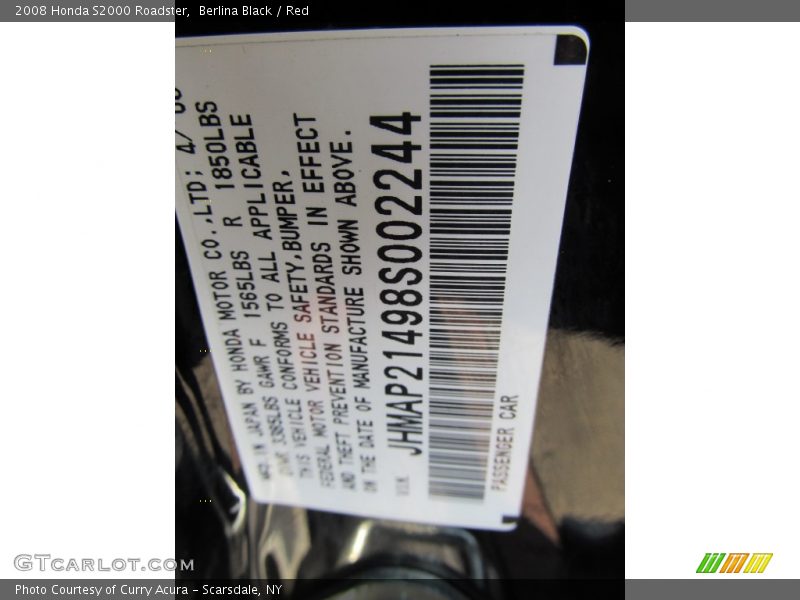 2008 Honda S2000 Roadster, Berlina Black / Red
MFD. IN JAPAN BY HONDA MOTOR CO.,LTD; 4/
GVWR 3385LBS GAWR F 1565LBS R 1850LBS
THIS VEHICLE CONFORMS TO ALL APPLICABLE
FEDERAL MOTOR VEHICLE SAFETY,BUMPER,
AND THEFT PREVENTION STANDARDS IN EFFECT
ON THE DATE OF MANUFACTURE SHOWN ABOVE.
V.I.N. JHMAP21498S002244
PASSENGER CAR
GTcarlot.com
Photo Courtesy of Curry Acura - Scarsdale, NY